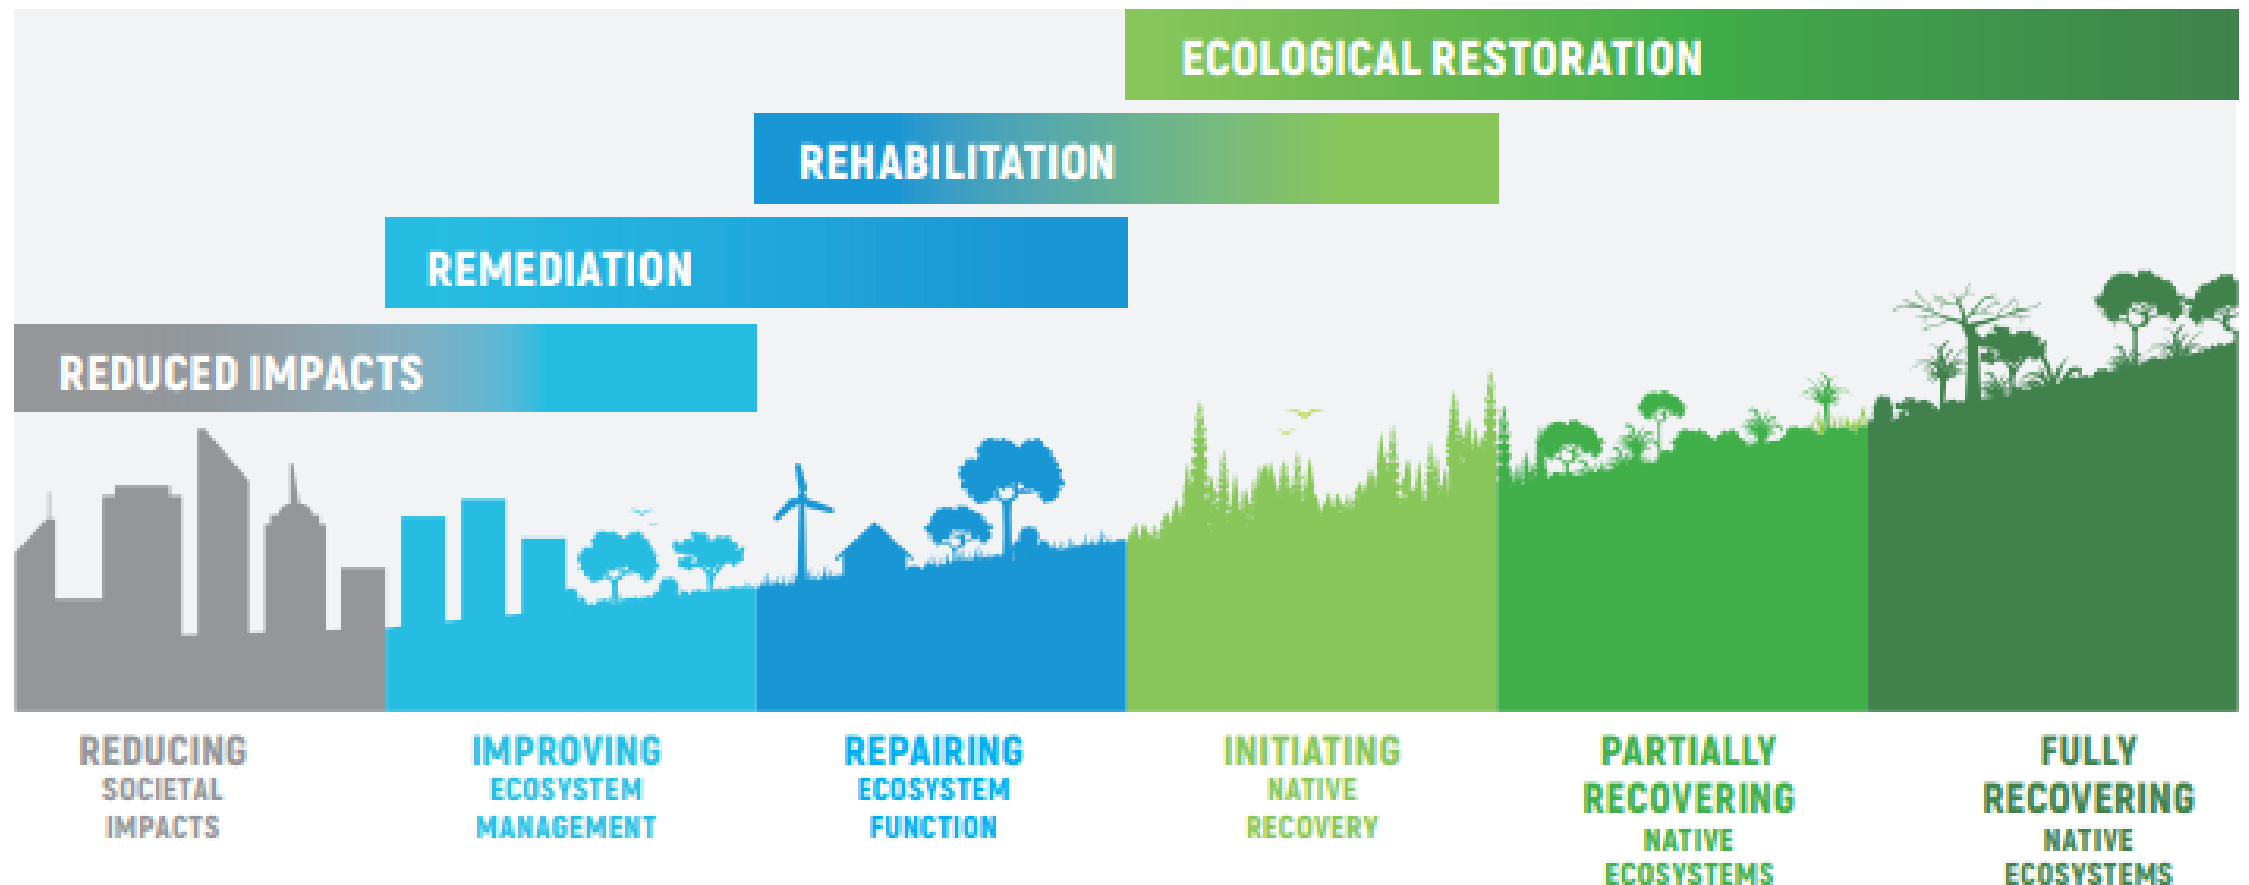 ECOLOGICAL RESTORATION
REHABILITATION
REMEDIATION
REDUCED IMPACTS
REDUCING
SOCIETAL
IMPACTS
IMPROVING
ECOSYSTEM
MANAGEMENT
REPAIRING
ECOSYSTEM
FUNCTION
INITIATING
NATIVE
RECOVERY
PARTIALLY
RECOVERING
NATIVE
ECOSYSTEMS
FULLY
RECOVERING
NATIVE
ECOSYSTEMS